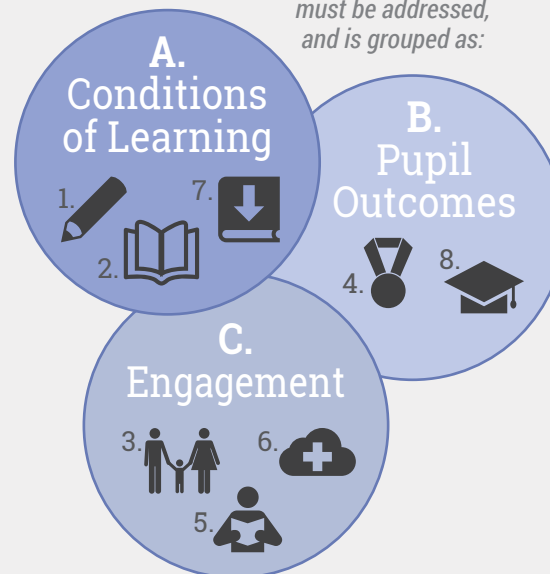 must be addressed,
and is grouped as:
A.
Conditions
of Learning
1.
7.
2.
B.
Pupil
Outcomes
4.
8.
C.
Engagement
3.
6.
5.